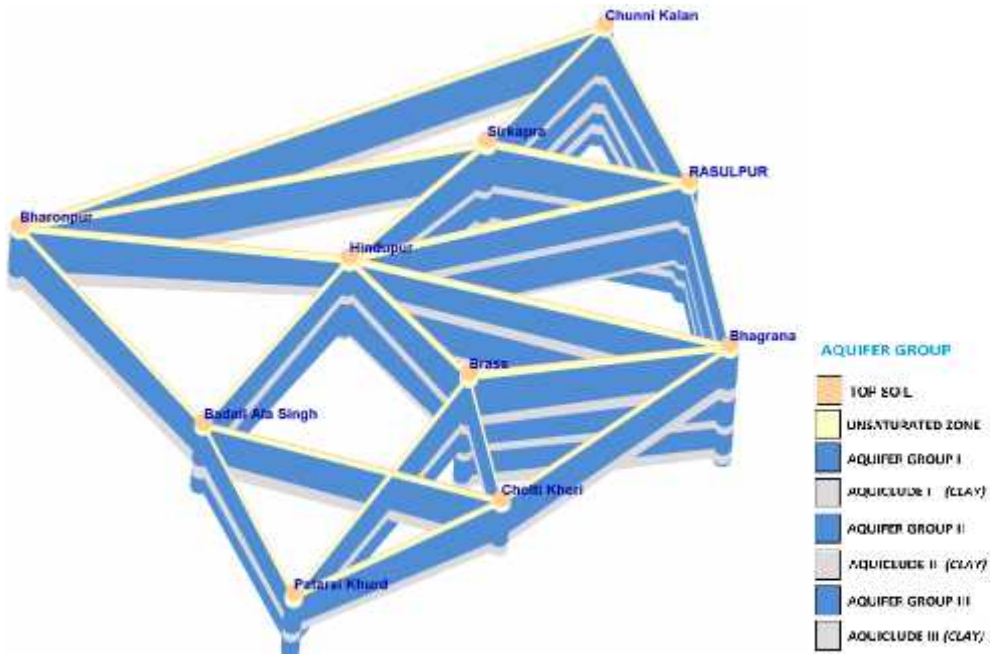 Chunni Kalan
Sirkapra
RASULPUR
Bharonpur
Hindupur
Bhagrana
Brass
Badali Ala Singh
Cholti Kheri
Patarsi Khurd
AQUIFER GROUP
TOP SOIL
UNSATURATED ZONE
AQUIFER GROUP I
AQUICLUDE I (CLAY)
AQUIFER GROUP II
AQUICLUDE II (CLAY)
AQUIFER GROUP III
AQUICLUDE III (CLAY)